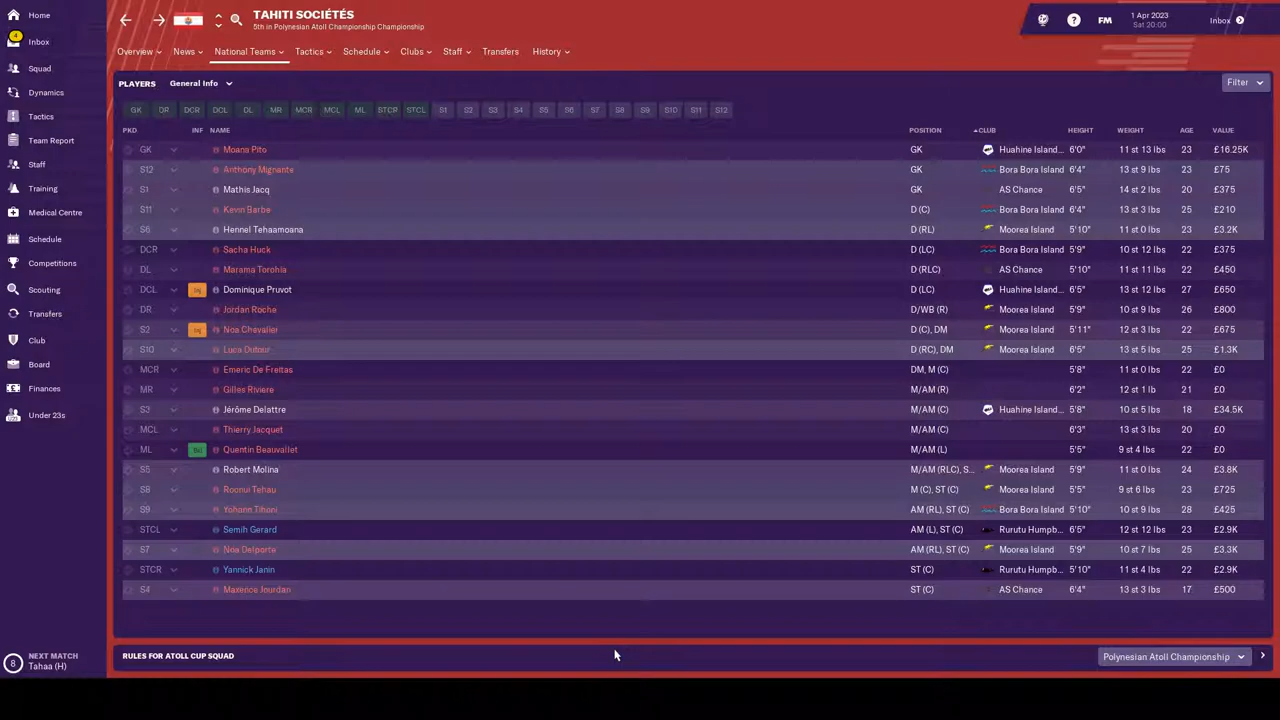 Home
TAHITI SOCIÉTÉS
5th in Polynesian Atoll Championship Championship
FM
1 Apr 2023
Sat 20:00
Inbox
4
Inbox
Overview
News
National Teams
Tactics
Schedule
Clubs
Staff
Transfers
History
Squad
Dynamics
Tactics
Team Report
Staff
Training
Medical Centre
Schedule
Competitions
Scouting
Transfers
Club
Board
Finances
Under 23s
PLAYERS General Info Filter
GK DR DCR DCL DL MR MCR MCL ML STCR STCL S1 S2 S3 S4 S5 S6 S7 S8 S9 S10 S11 S12
PKD INF NAME POSITION CLUB HEIGHT WEIGHT AGE VALUE
GK Moana Pito GK Huahine Island... 6'0" 11 st 13 lbs 23 £16.25K
S12 Anthony Mignante GK Bora Bora Island 6'4" 13 st 9 lbs 23 £75
S1 Mathis Jacq GK AS Chance 6'5" 14 st 2 lbs 20 £375
S11 Kevin Barbe D (C) Bora Bora Island 6'4" 13 st 3 lbs 25 £210
S6 Hennel Tehaamoana D (RL) Moorea Island 5'10" 11 st 0 lbs 23 £3.2K
DCR Sacha Huck D (LC) Bora Bora Island 5'9" 10 st 12 lbs 22 £375
DL Marama Torohia D (RLC) AS Chance 5'10" 11 st 11 lbs 22 £450
DCL Inj Dominique Pruvot D (LC) Huahine Island... 6'5" 13 st 12 lbs 27 £650
DR Jordan Roche D/WB (R) Moorea Island 5'9" 10 st 9 lbs 26 £800
S2 Inj Noa Chevalier D (C), DM Moorea Island 5'11" 12 st 3 lbs 22 £675
S10 Luca Dutour D (RC), DM Moorea Island 6'5" 13 st 5 lbs 25 £1.3K
MCR Emeric De Freitas DM, M (C) 5'8" 11 st 0 lbs 22 £0
MR Gilles Riviere M/AM (R) 6'2" 12 st 1 lb 21 £0
S3 Jérôme Delattre M/AM (C) Huahine Island... 5'8" 10 st 5 lbs 18 £34.5K
MCL Thierry Jacquet M/AM (C) 6'3" 13 st 3 lbs 20 £0
ML Quentin Beauvallet M/AM (L) 5'5" 9 st 4 lbs 22 £0
S5 Robert Molina M/AM (RLC), S... Moorea Island 5'9" 11 st 0 lbs 24 £3.8K
S8 Roonui Tehau M (C), ST (C) Moorea Island 5'5" 9 st 6 lbs 23 £725
S9 Yohann Tihoni AM (RL), ST (C) Bora Bora Island 5'10" 10 st 9 lbs 28 £425
STCL Semih Gerard AM (L), ST (C) Rurutu Humpb... 6'5" 12 st 12 lbs 23 £2.9K
S7 Noa Delporte AM (RL), ST (C) Moorea Island 5'9" 10 st 7 lbs 25 £3.3K
STCR Yannick Janin ST (C) Rurutu Humpb... 5'10" 11 st 4 lbs 22 £2.9K
S4 Maxence Jourdan ST (C) AS Chance 6'4" 13 st 3 lbs 17 £500
8 NEXT MATCH
Tahaa (H)
RULES FOR ATOLL CUP SQUAD Polynesian Atoll Championship